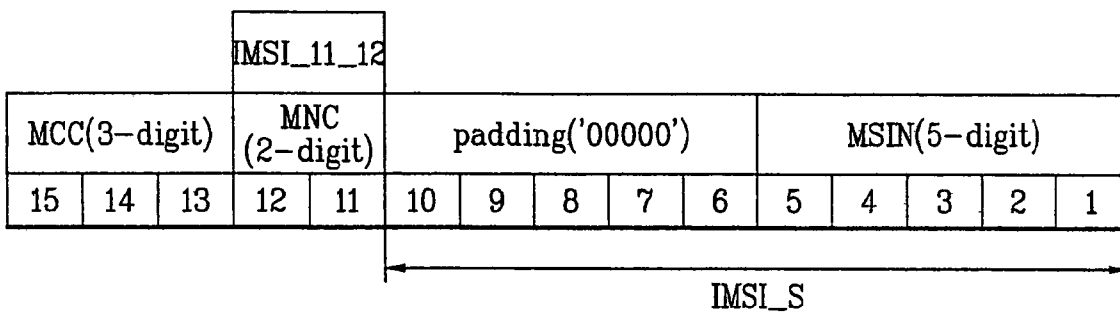 IMSI_11_12
MCC(3-digit) MNC (2-digit) padding('00000') MSIN(5-digit)
15 14 13 12 11 10 9 8 7 6 5 4 3 2 1
IMSI_S